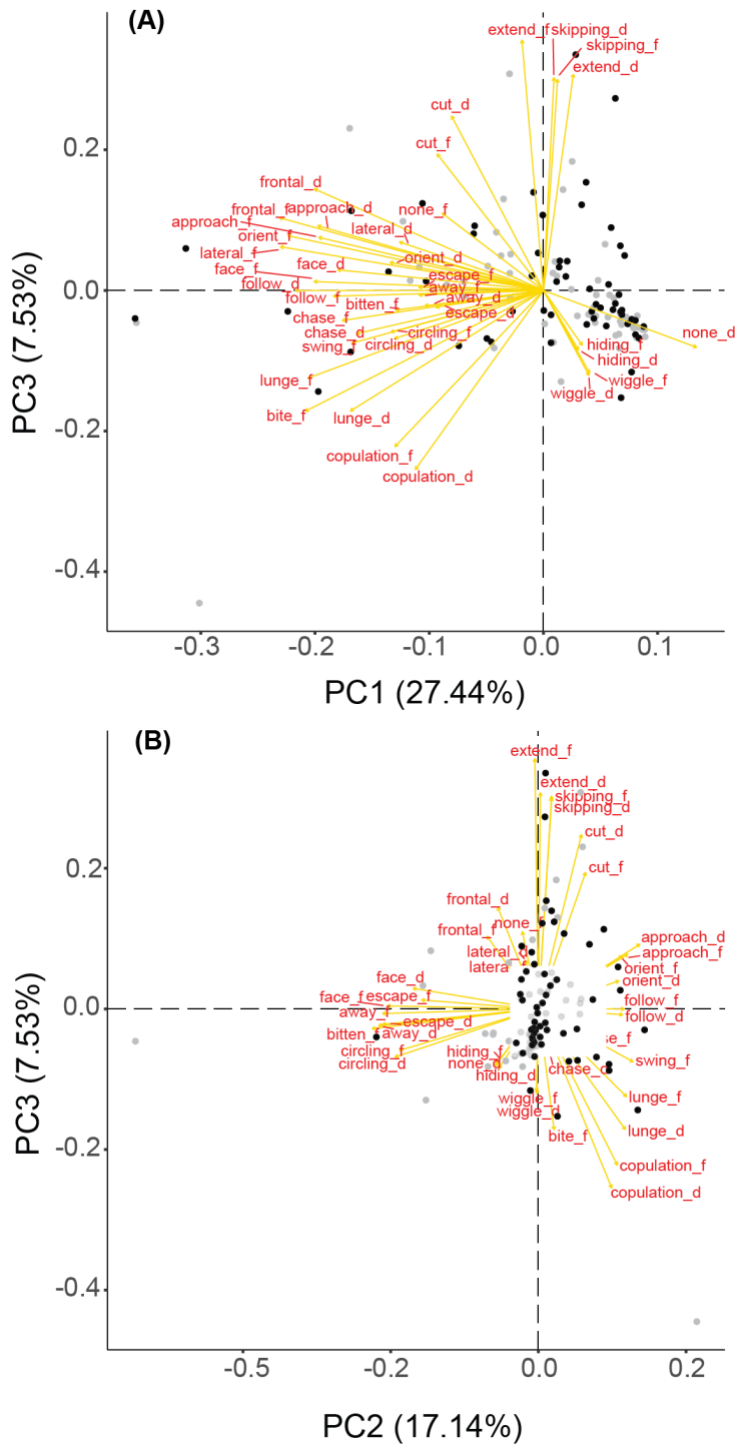 (A)
extend_f skipping_d
skipping_f
extend_d
cut_d
0.2
cut_f
frontal_d
frontal_f approach_d none_f
approach_f
orient_f lateral_d
lateral_f orient_d
face_f face_d escape_f
0.0 follow_d away_f
follow_f bitten_f away_d
chase_f escape_d none_d
chase_d circling_f hiding_f
swing_f circling_d hiding_d
lunge_f wiggle_f
wiggle_d
bite_f lunge_d
-0.2
copulation_f
copulation_d
PC3 (7.53%)
-0.4
-0.3 -0.2 -0.1 0.0 0.1
PC1 (27.44%)
(B)
extend_f
extend_d
skipping_f
skipping_d
cut_d
0.2 cut_f
frontal_d
none_f
frontal_f approach_d
lateral_d approach_f
latera orient_f
face_d orient_d
face_f escape_f follow_f
0.0 away_f follow_d
escape_d
bitten_f away_d se_f
circling_f hiding_f swing_f
circling_d none_ chase_d
hiding_d
wiggle_f lunge_f
wiggle_d
bite_f lunge_d
-0.2 copulation_f
copulation_d
PC3 (7.53%)
-0.4
-0.5 -0.2 0.0 0.2
PC2 (17.14%)